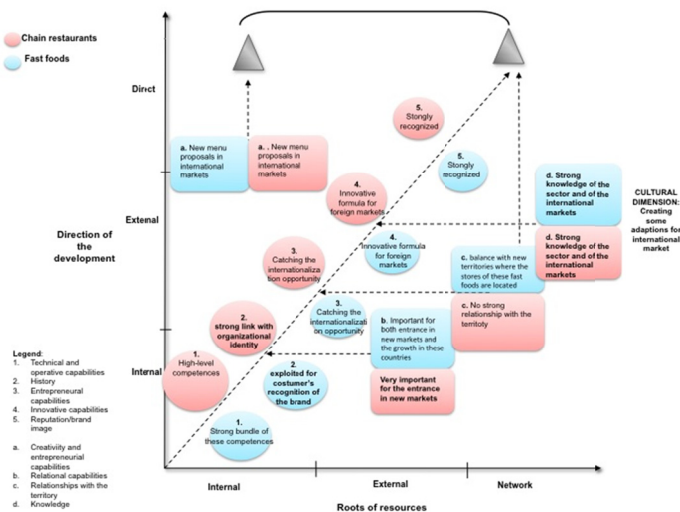 Chain restaurants
Fast foods
Direct
Extenal
Direction of
the
development
Internal
a. New menu
proposals in
international
markets
a. . New menu
proposals in
international
markets
5.
Stongly
recognized
5.
Stongly
recognized
4.
Innovative
formula for
foreign markets
4.
Innovative formula
for foreign
markets
3.
Catching the
internationaliza
tion opportunity
3.
Catching the
internationalizati
on opportunity
2.
strong link with
organizational
identity
2.
exploited for
costumer's
recognition of
the brand
1.
High-level
competences
1.
Strong bundle of
these competences
d. Strong
knowledge of the
sector and of the
international
markets
d. Strong
knowledge of the
sector and of the
international
markets
CULTURAL
DIMENSION:
Creating
some
adaptions for
international
market
c. balance with new
territories where the
stores of these fast
foods are located
c. No strong
relationship with the
territoty
b. Important for
both entrance in
new markets and
the growth in these
countries
Very important
for the entrance
in new markets
Legend:
1. Technical and
operative capabilities
2. History
3. Entrepreneurial
capabilities
4. Innovative capabilities
5. Reputation/brand
image
a. Creativiity and
entrepreneurial
capabilities
b. Relational capabilities
c. Relationships with the
territory
d. Knowledge
Internal
External
Network
Roots of resources